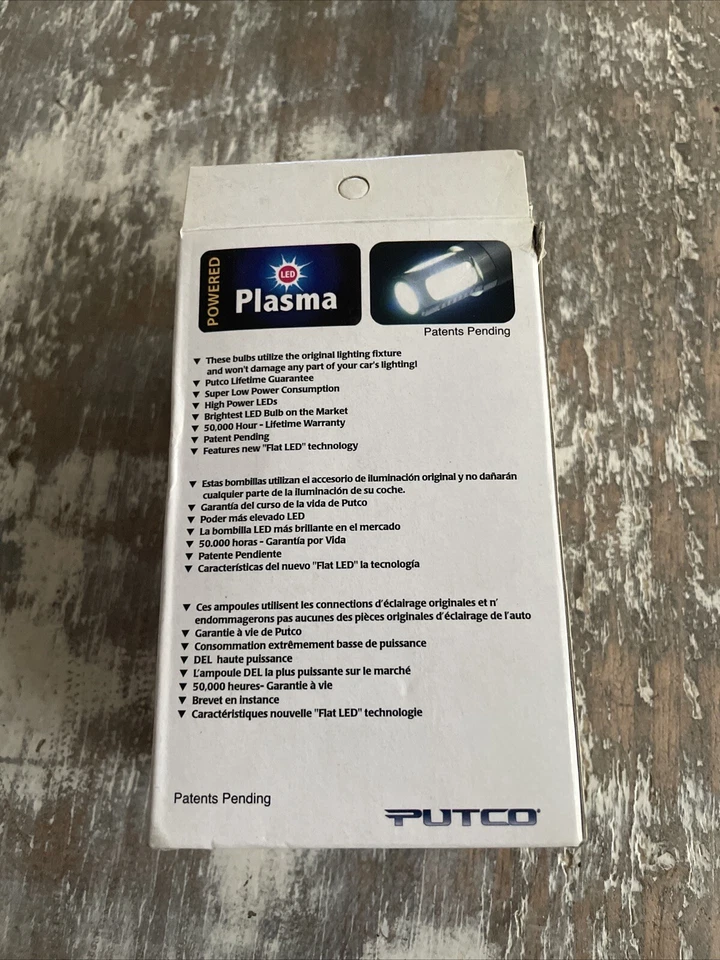 POWERED
LED
Plasma
Patents Pending
▼ These bulbs utilize the original lighting fixture
and won't damage any part of your car's lighting!
▼ Putco Lifetime Guarantee
▼ Super Low Power Consumption
▼ High Power LEDs
▼ Brightest LED Bulb on the Market
▼ 50,000 Hour - Lifetime Warranty
▼ Patent Pending
▼ Features new "Flat LED" technology
▼ Estas bombillas utilizan el accesorio de iluminación original y no dañarán
cualquier parte de la iluminación de su coche.
▼ Garantía del curso de la vida de Putco
▼ Poder más elevado LED
▼ La bombilla LED más brillante en el mercado
▼ 50.000 horas - Garantía por Vida
▼ Patente Pendiente
▼ Características del nuevo "Flat LED" la tecnología
▼ Ces ampoules utilisent les connections d'éclairage originales et n'
endommagerons pas aucunes des pièces originales d'éclairage de l'auto
▼ Garantie à vie de Putco
▼ Consommation extrêmement basse de puissance
▼ DEL haute puissance
▼ L'ampoule DEL la plus puissante sur le marché
▼ 50,000 heures- Garantie à vie
▼ Brevet en instance
▼ Caractéristiques nouvelle "Flat LED" technologie
Patents Pending
PUTCO®